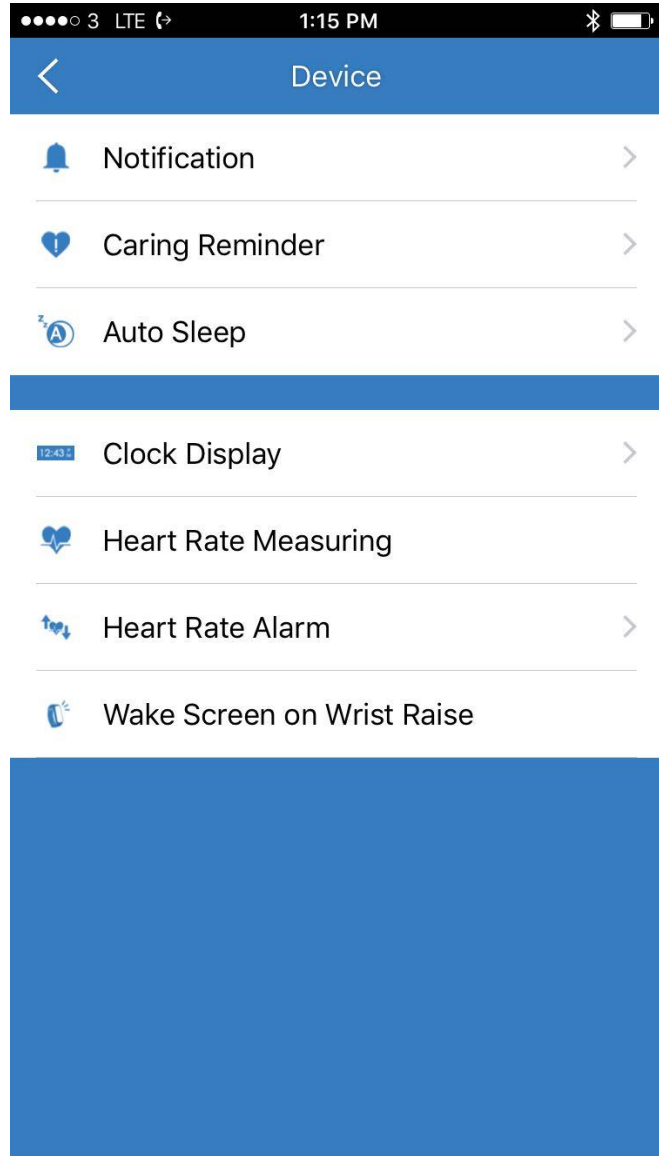 3 LTE 1:15 PM
Device
Notification
Caring Reminder
Auto Sleep
12:43 Clock Display
Heart Rate Measuring
Heart Rate Alarm
Wake Screen on Wrist Raise